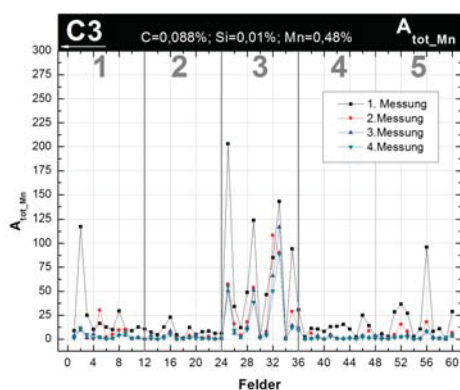 C3
C=0,088%; Si=0,01%; Mn=0,48%
A tot_Mn
1 2 3 4 5
300
275
250
225
200
175
150
125
100
75
50
25
0
A tot_Mn
1. Messung
2.Messung
3.Messung
4.Messung
0 4 8 12 16 20 24 28 32 36 40 44 48 52 56 60
Felder